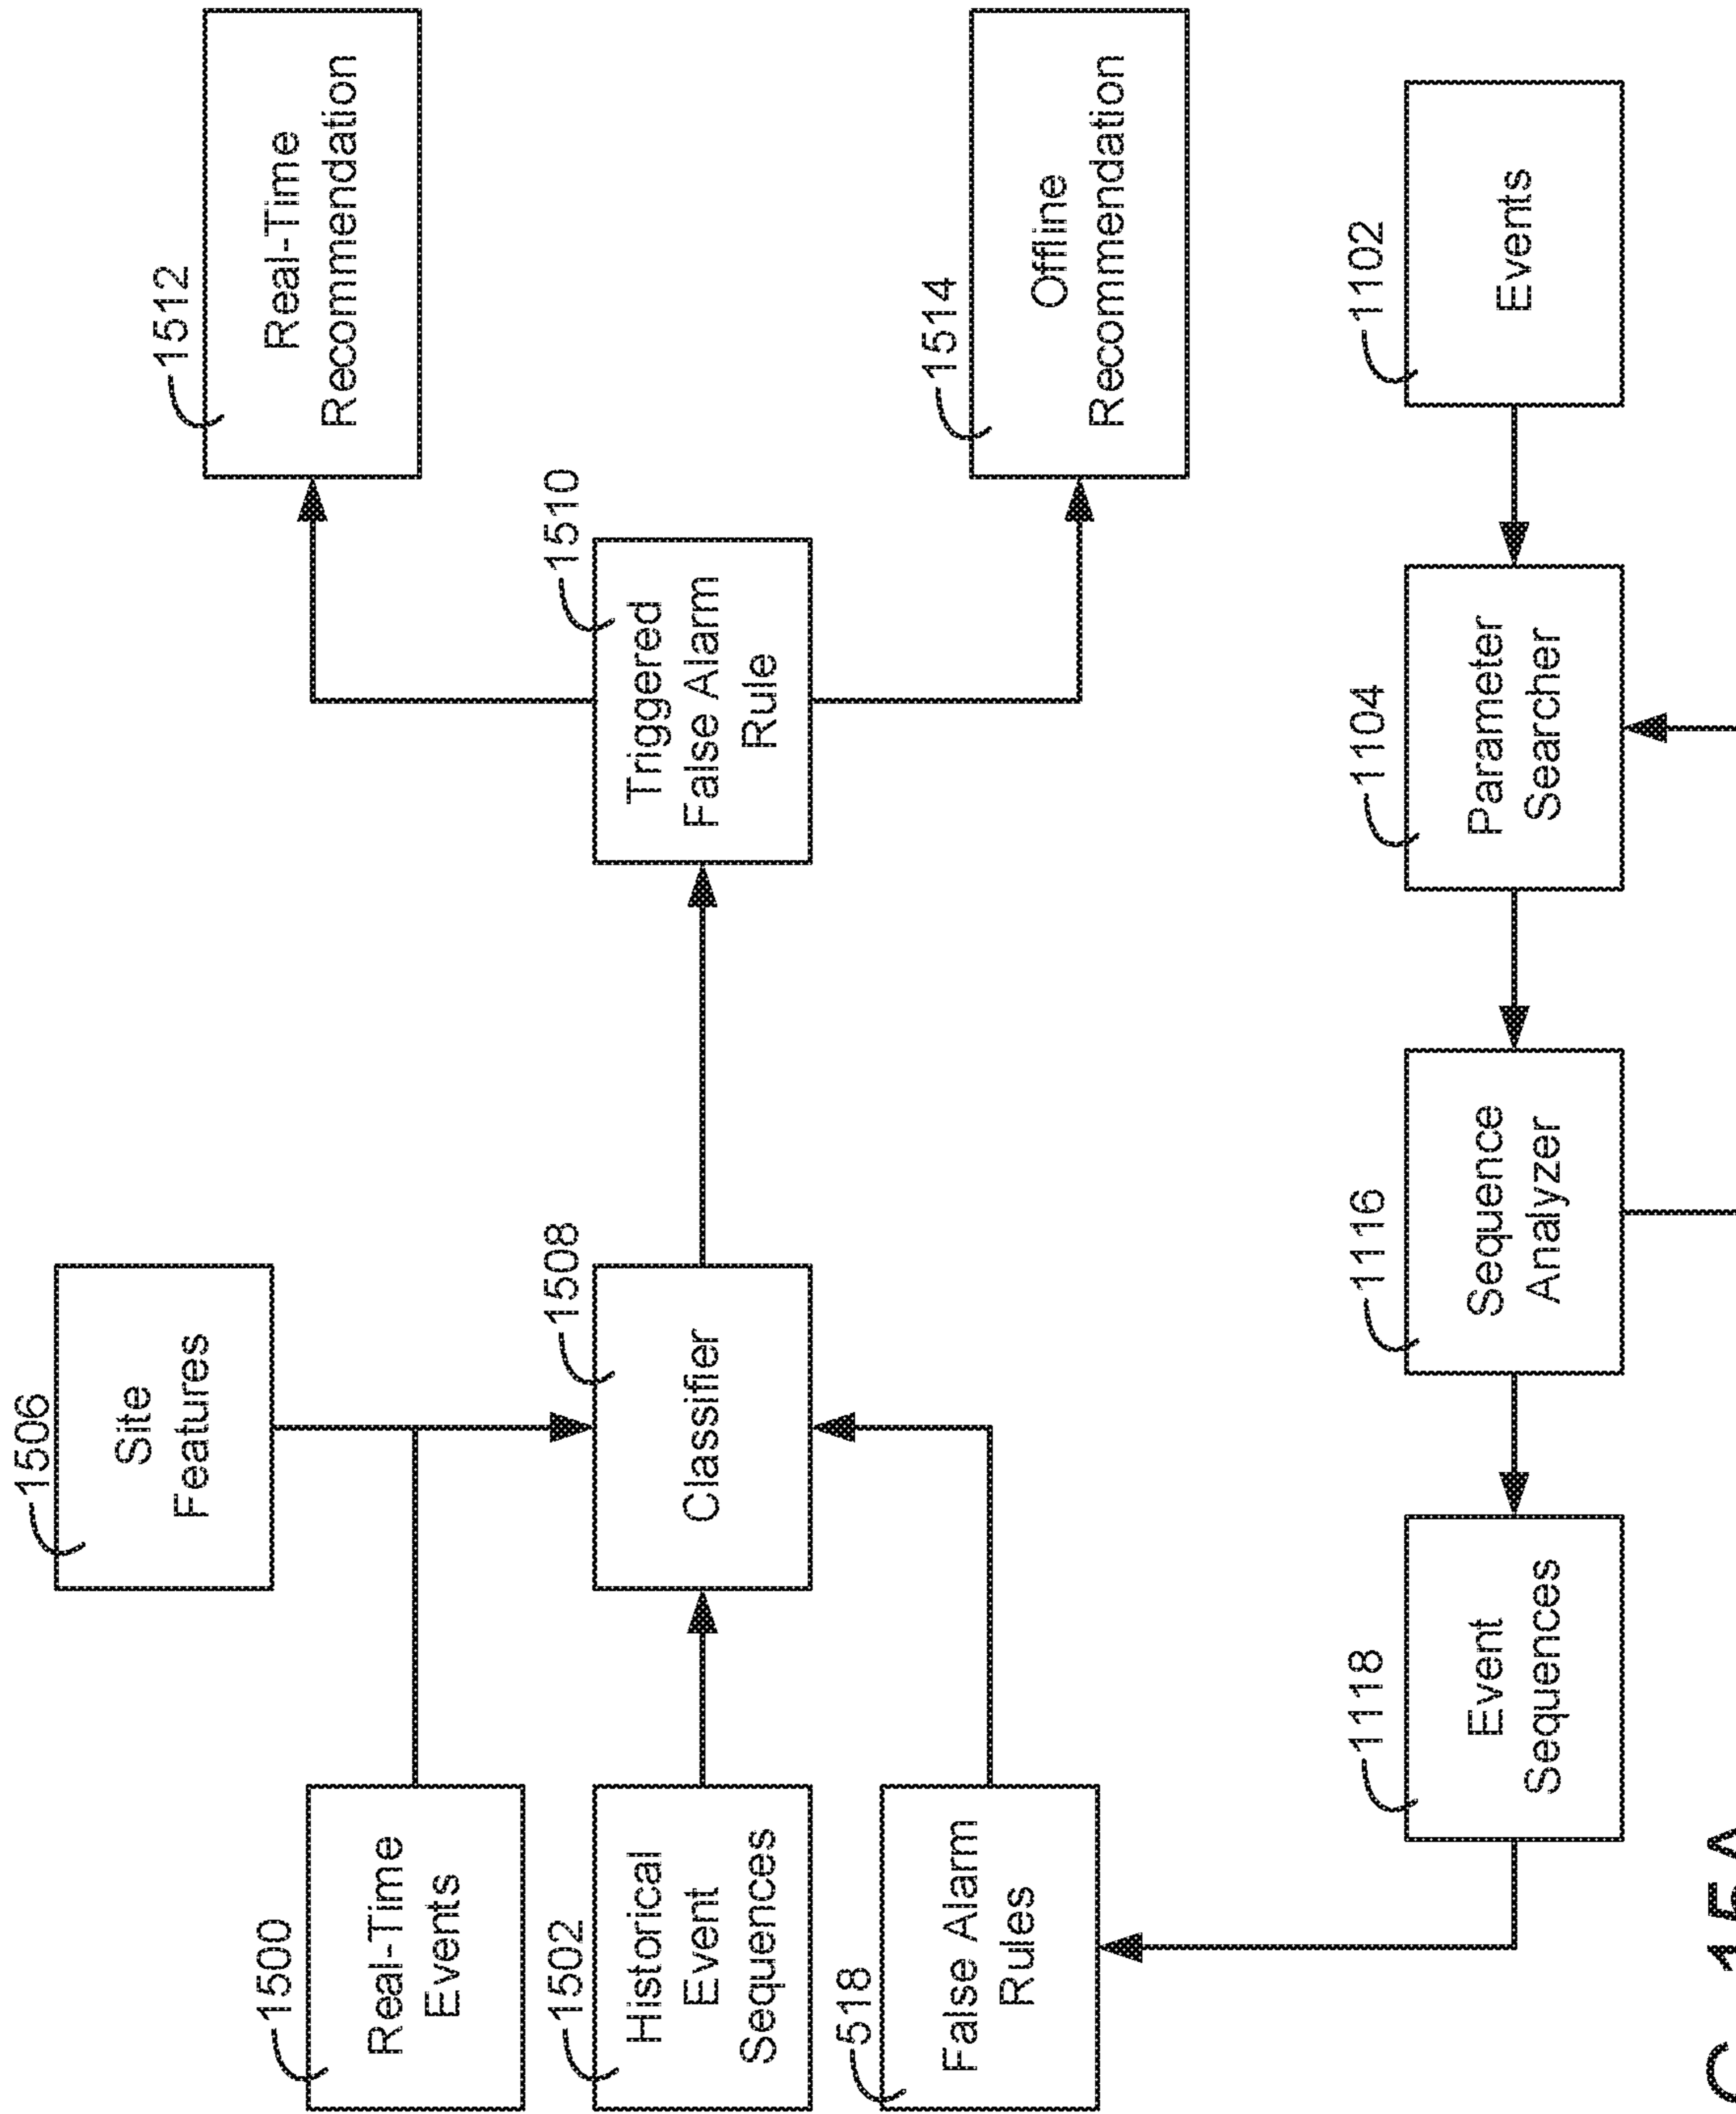 1506
Site
Features
1500
Real-Time
Events
1502
Historical
Event
Sequences
518
False Alarm
Rules
1508
Classifier
1510
Triggered
False Alarm
Rule
1512
Real-Time
Recommendation
1514
Offline
Recommendation
1118
Event
Sequences
1116
Sequence
Analyzer
1104
Parameter
Searcher
1102
Events